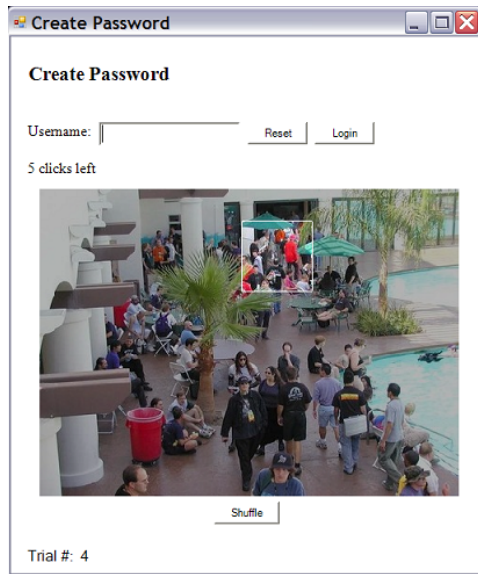 Create Password
Create Password
Username: Reset Login
5 clicks left
Shuffle
Trial #: 4